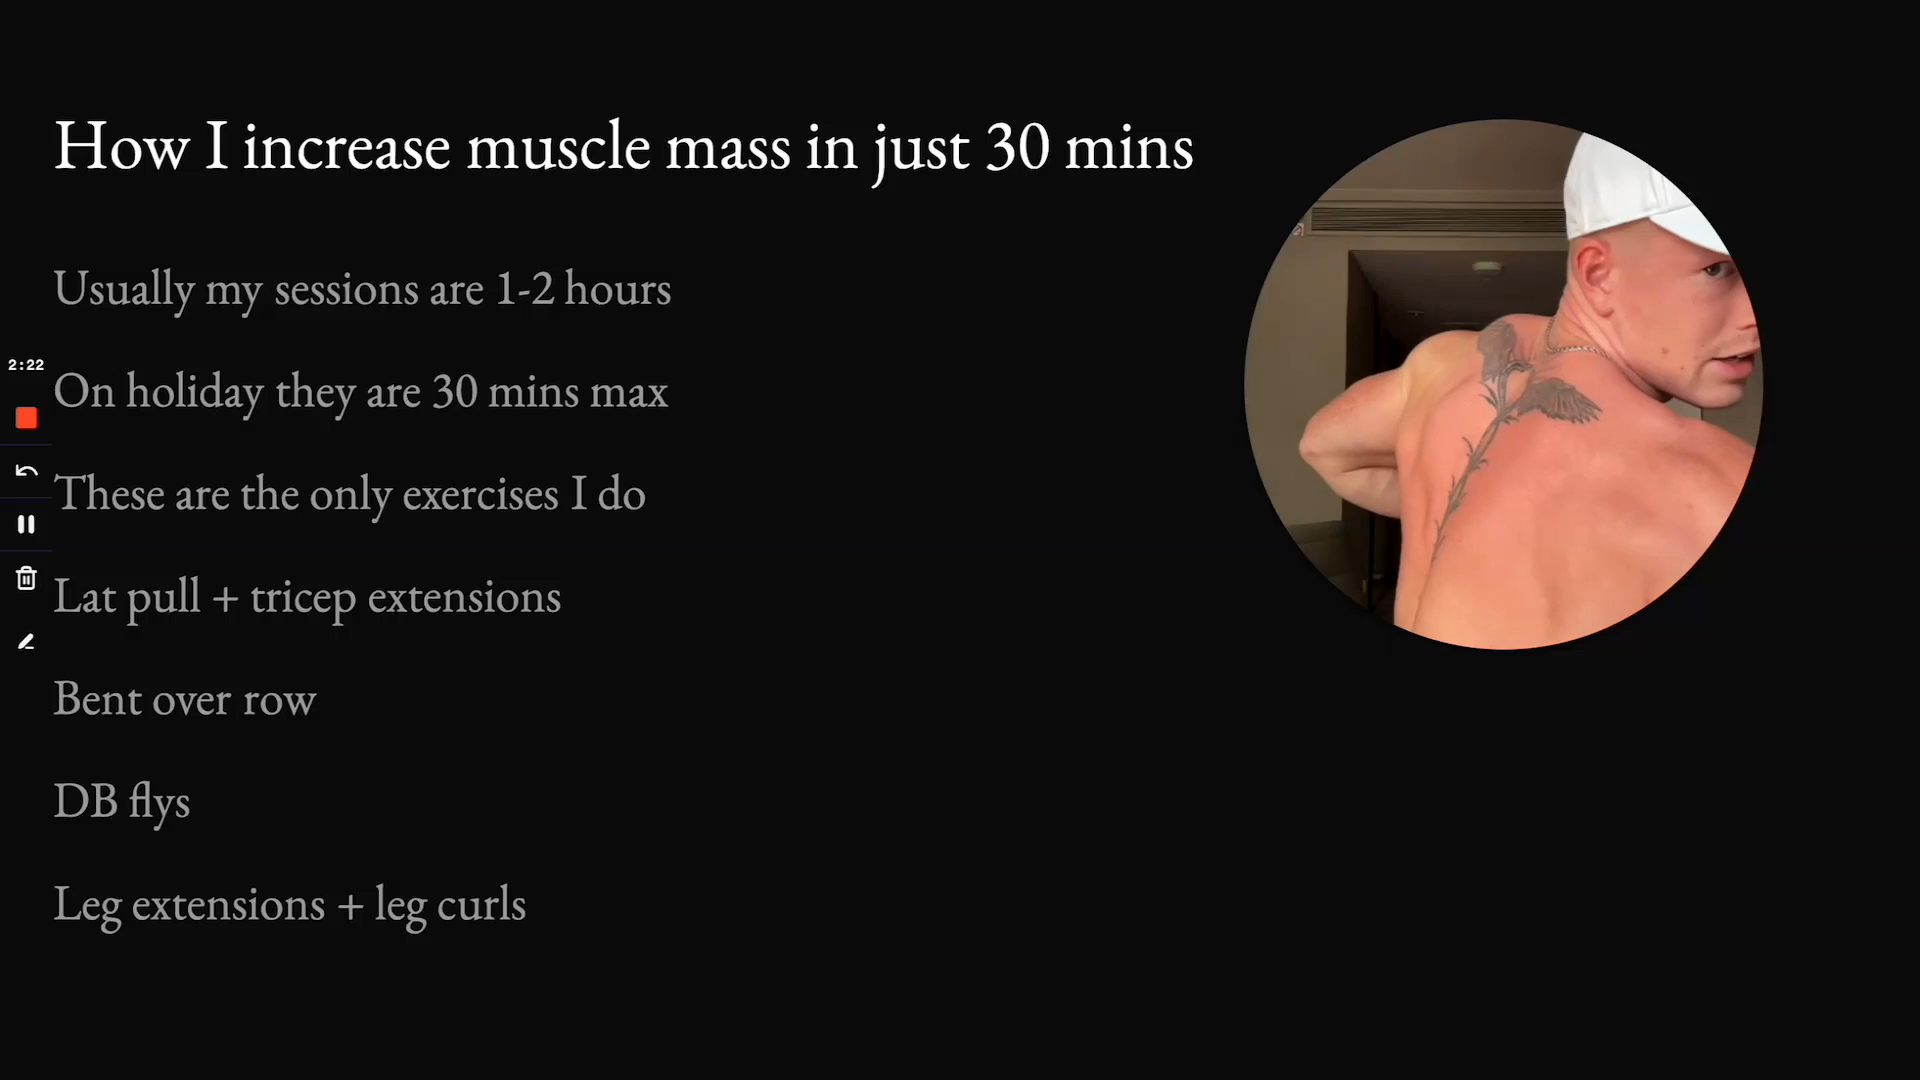 How I increase muscle mass in just 30 mins
Usually my sessions are 1-2 hours
2:22
On holiday they are 30 mins max
These are the only exercises I do
Lat pull + tricep extensions
Bent over row
DB flys
Leg extensions + leg curls